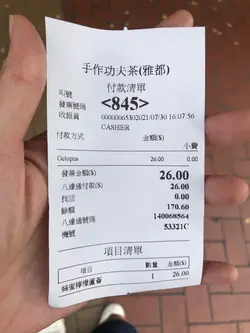 手作功夫茶(雅都)
付款清單
叫號
<845>
發票號碼
收銀員 00000065302021/07/30 16:07:56
CASHIER
付款方式 金額($)
小費
Octopus 26.00 0.00
發票金額($) 26.00
八達通付款($) 26.00
找回 0.00
餘額 170.60
八達通號碼 140068564
機號 53321C
項目清單
項目 數量 金額($)
1 26.00